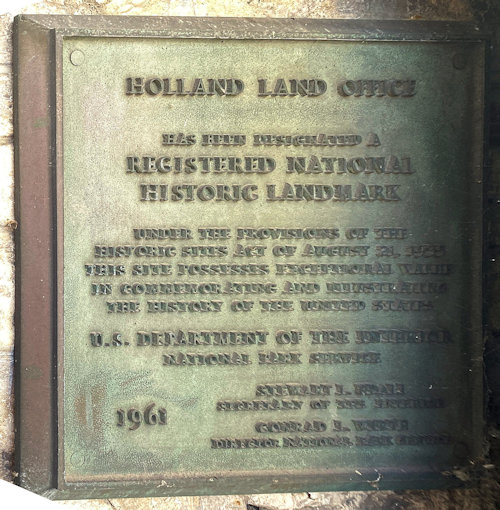 HOLLAND LAND OFFICE
HAS BEEN DESIGNATED A
REGISTERED NATIONAL
HISTORIC LANDMARK
UNDER THE PROVISIONS OF THE
HISTORIC SITES ACT OF AUGUST 21, 1935
THIS SITE POSSESSES EXCEPTIONAL VALUE
IN COMMEMORATING AND ILLUSTRATING
THE HISTORY OF THE UNITED STATES
U.S. DEPARTMENT OF THE INTERIOR
NATIONAL PARK SERVICE
STEWART L. UDALL
SECRETARY OF THE INTERIOR
1961
CONRAD L. WIRTH
DIRECTOR NATIONAL PARK SERVICE